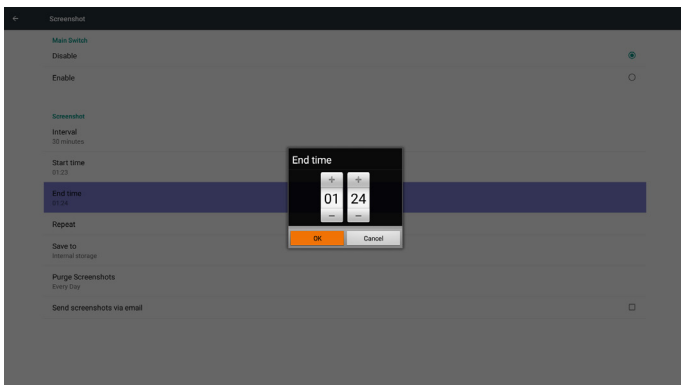 Screenshot
Main Switch
Disable
Enable
Screenshot
Interval
30 minutes
Start time
01:23
End time
01:24
Repeat
Save to
Internal storage
Purge Screenshots
Every Day
Send screenshots via email
End time
+ +
01 24
− −
OK Cancel